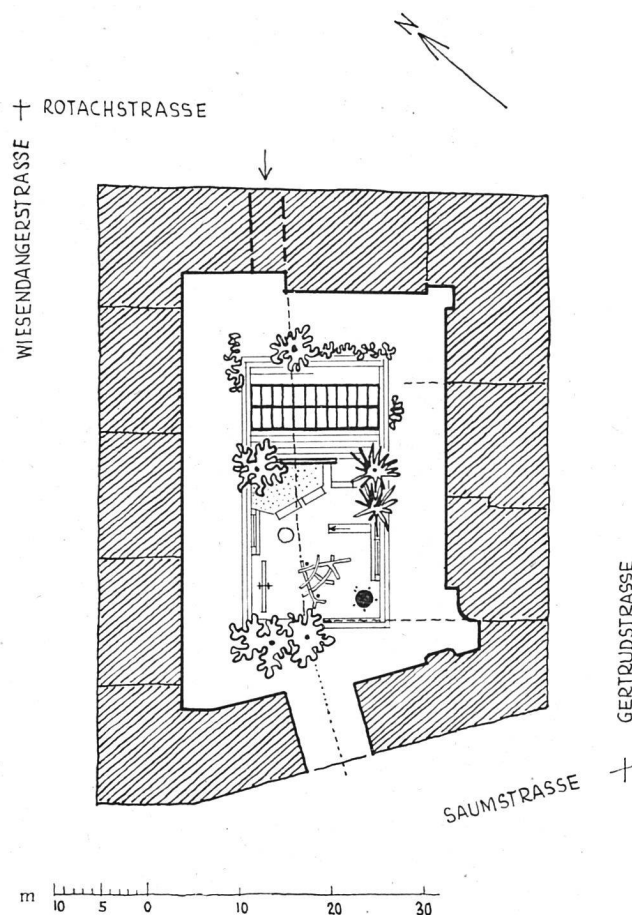 N
ROTACHSTRASSE
WIESENDANGERSTRASSE
GERTRUDSTRASSE
SAUMSTRASSE
m 10 5 0 10 20 30